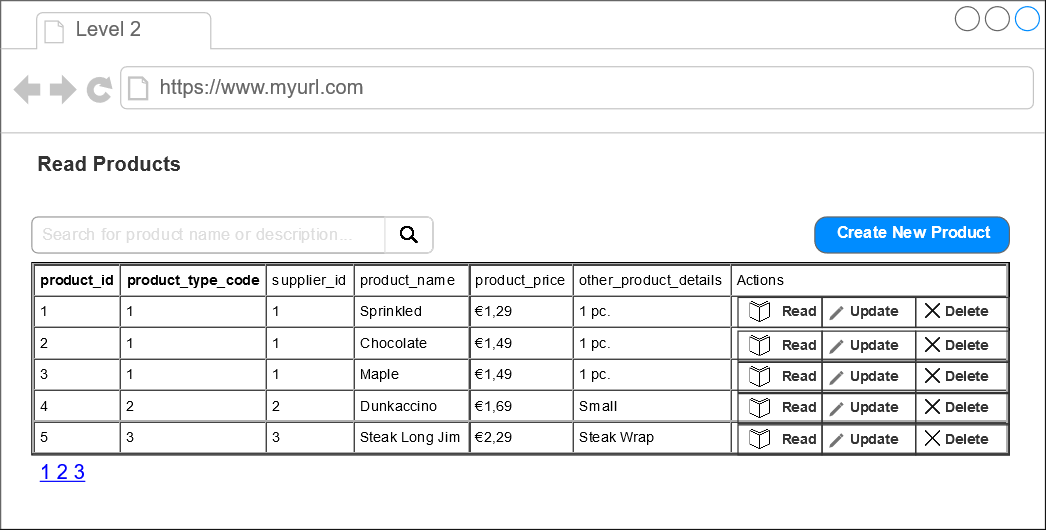 Level 2
https://www.myurl.com
Read Products
Search for product name or description...
Create New Product
product_id product_type_code supplier_id product_name product_price other_product_details Actions
1 1 1 Sprinkled €1,29 1 pc. Read Update Delete
2 1 1 Chocolate €1,49 1 pc. Read Update Delete
3 1 1 Maple €1,49 1 pc. Read Update Delete
4 2 2 Dunkaccino €1,69 Small Read Update Delete
5 3 3 Steak Long Jim €2,29 Steak Wrap Read Update Delete
1 2 3